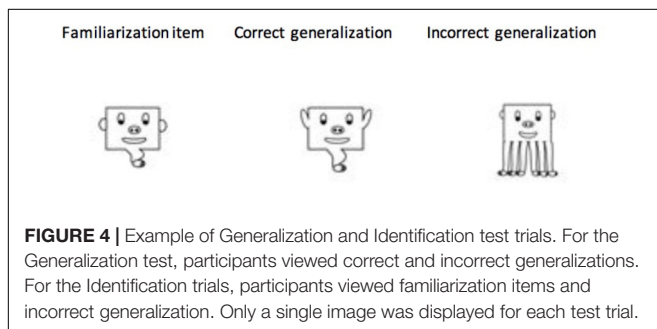 Familiarization item Correct generalization Incorrect generalization
FIGURE 4 | Example of Generalization and Identification test trials. For the
Generalization test, participants viewed correct and incorrect generalizations.
For the Identification trials, participants viewed familiarization items and
incorrect generalization. Only a single image was displayed for each test trial.